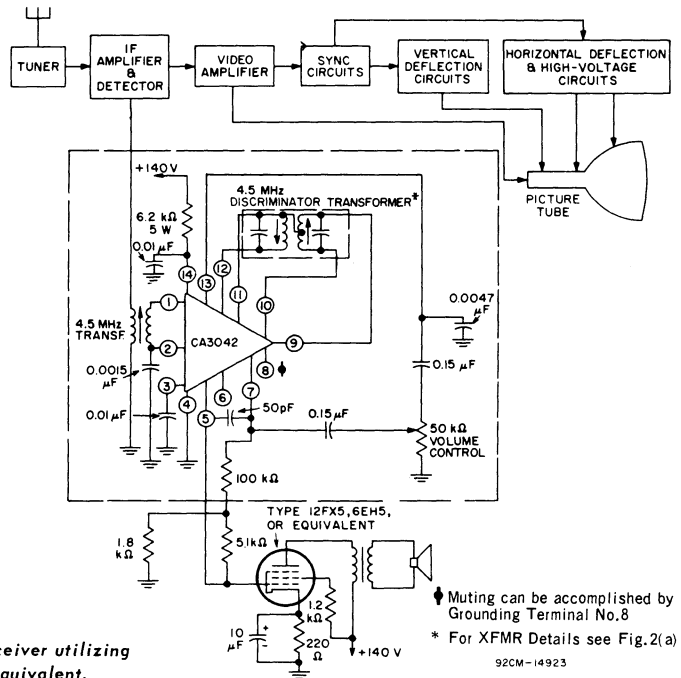 TUNER
IF
AMPLIFIER
&
DETECTOR
VIDEO
AMPLIFIER
SYNC
CIRCUITS
VERTICAL
DEFLECTION
CIRCUITS
HORIZONTAL DEFLECTION
& HIGH-VOLTAGE
CIRCUITS
PICTURE
TUBE
+140 V
6.2 kΩ
5 W
0.01 µF
4.5 MHz
DISCRIMINATOR TRANSFORMER*
14
13
12
11
10
1
2
3
4
5
6
7
8
9
CA3042
4.5 MHz
TRANSF.
0.0015
µF
0.01 µF
50pF
0.15 µF
0.0047
µF
0.15 µF
50 kΩ
VOLUME
CONTROL
100 kΩ
TYPE 12FX5, 6EH5,
OR EQUIVALENT
1.8
kΩ
5.1kΩ
10
µF
+
-
220
Ω
1.2
kΩ
+140 V
Muting can be accomplished by
Grounding Terminal No.8
* For XFMR Details see Fig. 2(a)
92CM-14923
ceiver utilizing
equivalent.